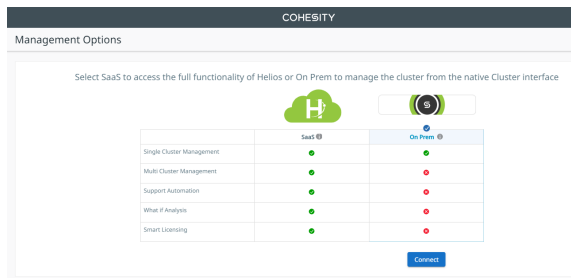 COHESITY
Management Options
Select SaaS to access the full functionality of Helios or On Prem to manage the cluster from the native Cluster interface
H
S
SaaS
On Prem
Single Cluster Management
Multi Cluster Management
Support Automation
What if Analysis
Smart Licensing
Connect